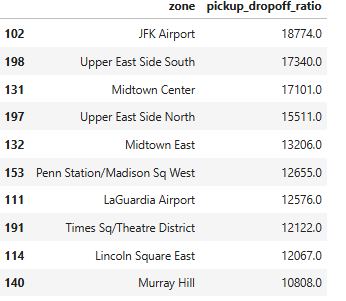 zone pickup_dropoff_ratio
102 JFK Airport 18774.0
198 Upper East Side South 17340.0
131 Midtown Center 17101.0
197 Upper East Side North 15511.0
132 Midtown East 13206.0
153 Penn Station/Madison Sq West 12655.0
111 LaGuardia Airport 12576.0
191 Times Sq/Theatre District 12122.0
114 Lincoln Square East 12067.0
140 Murray Hill 10808.0